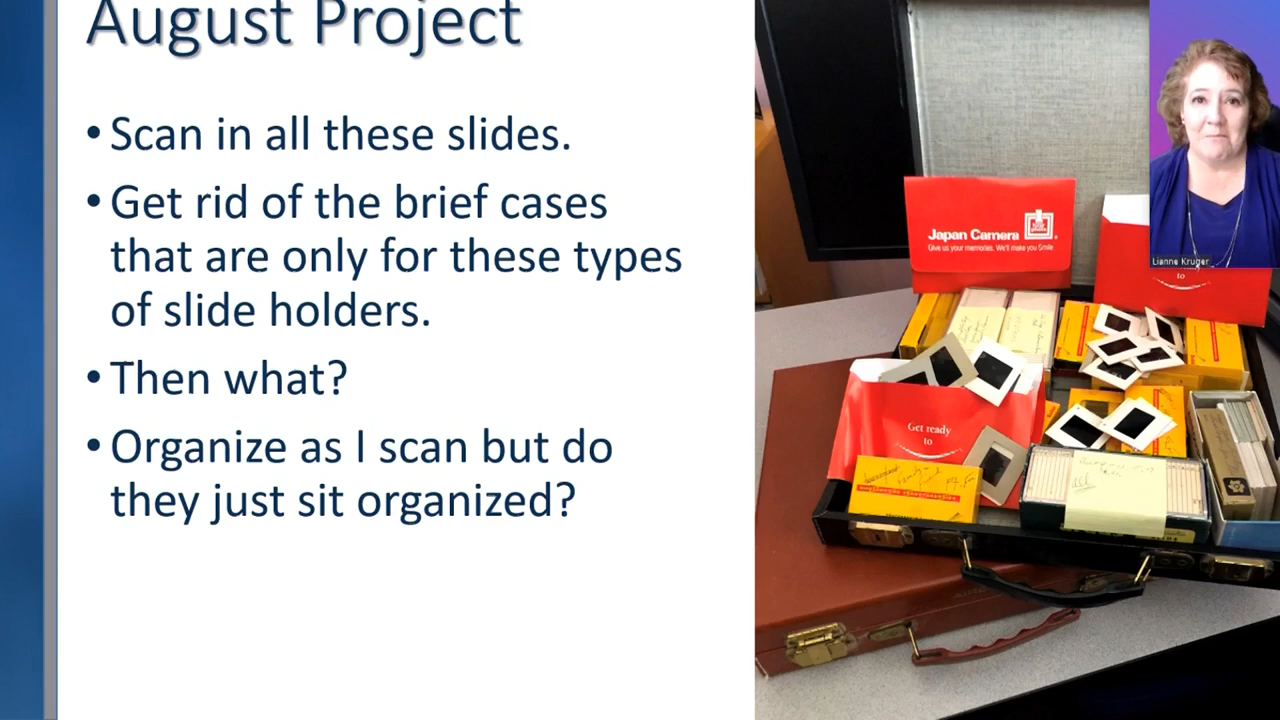 August Project
• Scan in all these slides.
• Get rid of the brief cases
that are only for these types
of slide holders.
• Then what?
• Organize as I scan but do
they just sit organized?
Japan Camera
Give us your memories. We'll make you Smile
Lianne Kruger
to
Get ready
to